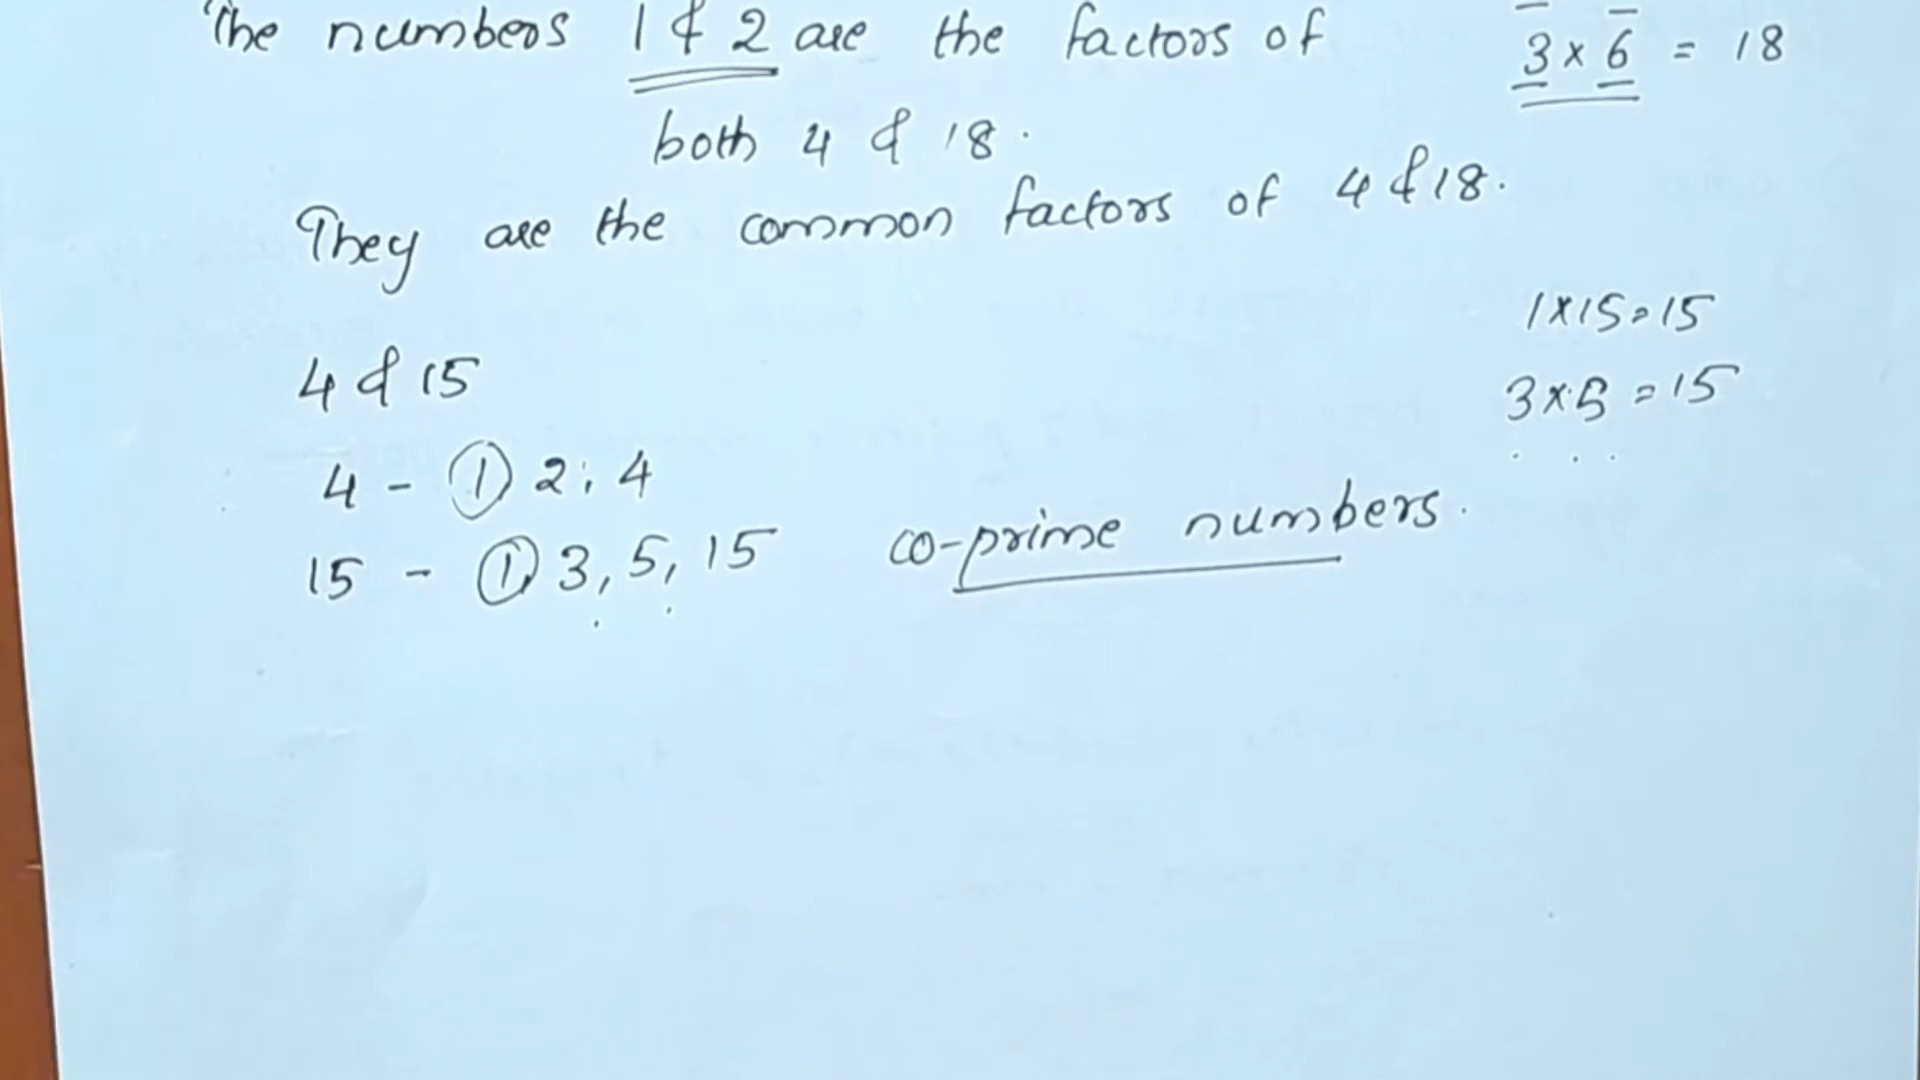 The numbers 1 & 2 are the factors of
both 4 & 18.
They are the common factors of 4 & 18.
3 x 6 = 18
4 & 15
4 - 1 2, 4
15 - 1, 3, 5, 15
co-prime numbers.
1 x 15 = 15
3 x 5 = 15